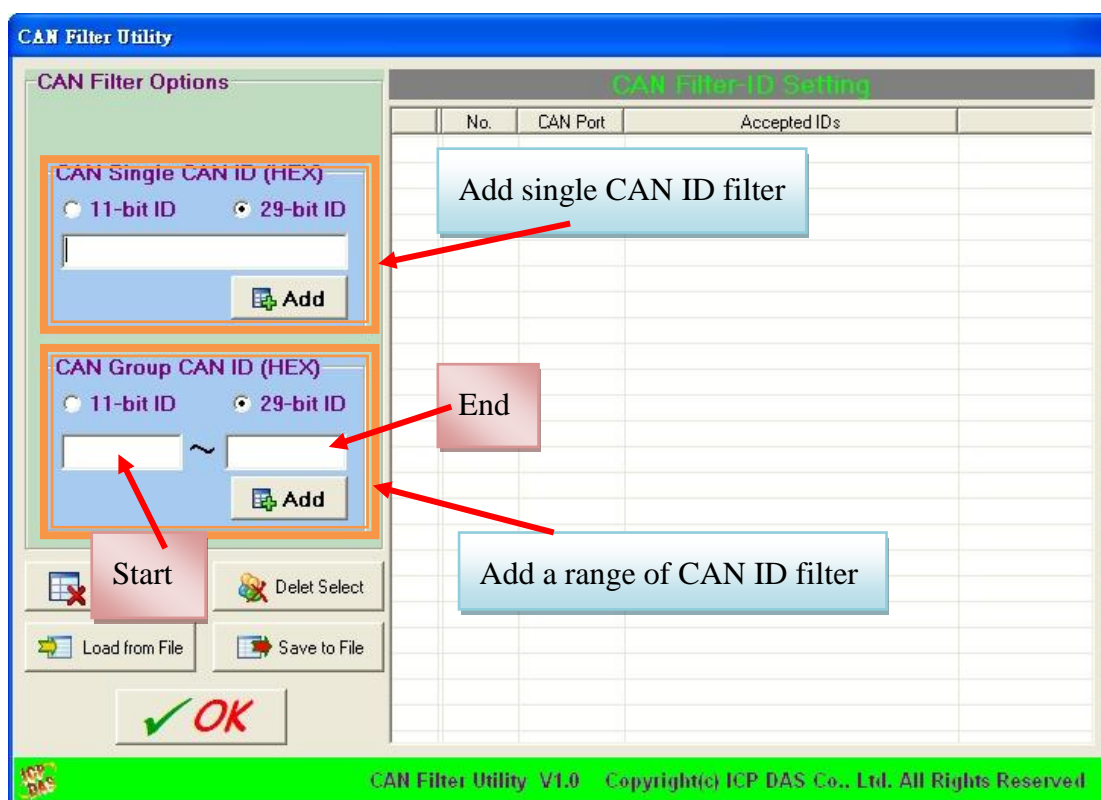 CAN Filter Utility
CAN Filter Options
CAN Filter-ID Setting
No. CAN Port Accepted IDs
CAN Single CAN ID (HEX)
11-bit ID 29-bit ID
Add single CAN ID filter
Add
CAN Group CAN ID (HEX)
11-bit ID 29-bit ID
End
~
Add
Start
Delet Select
Add a range of CAN ID filter
Load from File
Save to File
OK
ICP DAS
CAN Filter Utility V1.0 Copyright(c) ICP DAS Co., Ltd. All Rights Reserved